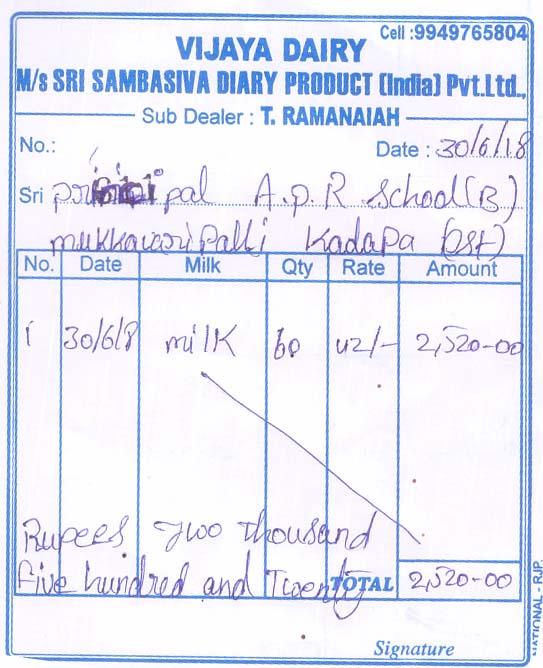 Cell :9949765804
VIJAYA DAIRY
M/s SRI SAMBASIVA DIARY PRODUCT (India) Pvt.Ltd.,
Sub Dealer : T. RAMANAIAH
No.: Date : 30/6/18
Sri principal A.P.R School(B)
mukkavaripalli Kadapa (Dst)
No. Date Milk Qty Rate Amount
1 30/6/8 milk 60 42/- 2,520-00
Rupees Two thousand
five hundred and Twenty TOTAL 2,520-00
Signature
NATIONAL - RJP.